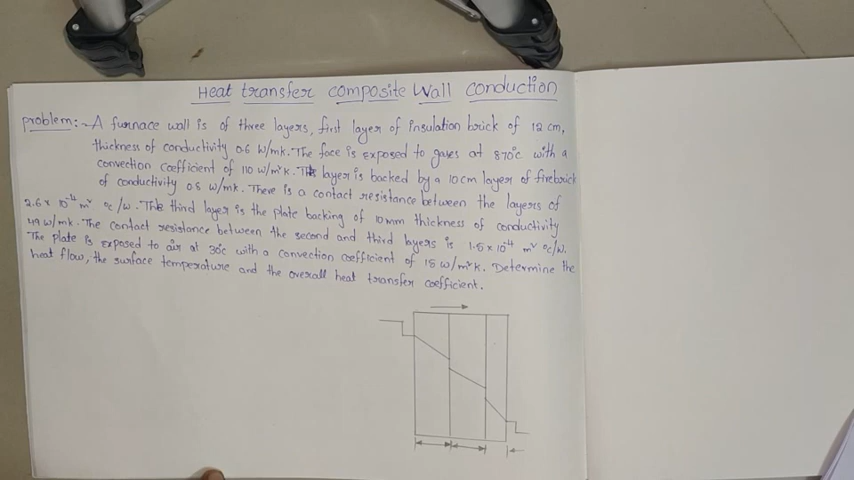 Heat transfer composite Wall conduction
problem:- A furnace wall is of three layers, first layer of insulation brick of 12 cm,
thickness of conductivity 0.6 W/mk. The face is exposed to gases at 870°c with a
convection coefficient of 110 w/m²k. The layer is backed by a 10cm layer of firebrick
of conductivity 0.8 w/mk. There is a contact resistance between the layers of
2.6 x 10⁻⁴ m² °c/w. The third layer is the plate backing of 10mm thickness of conductivity
49 w/mk. The contact resistance between the second and third layers is 1.5 x 10⁻⁴ m² °c/w.
The plate is exposed to air at 30°c with a convection coefficient of 15 w/m²k. Determine the
heat flow, the surface temperature and the overall heat transfer coefficient.